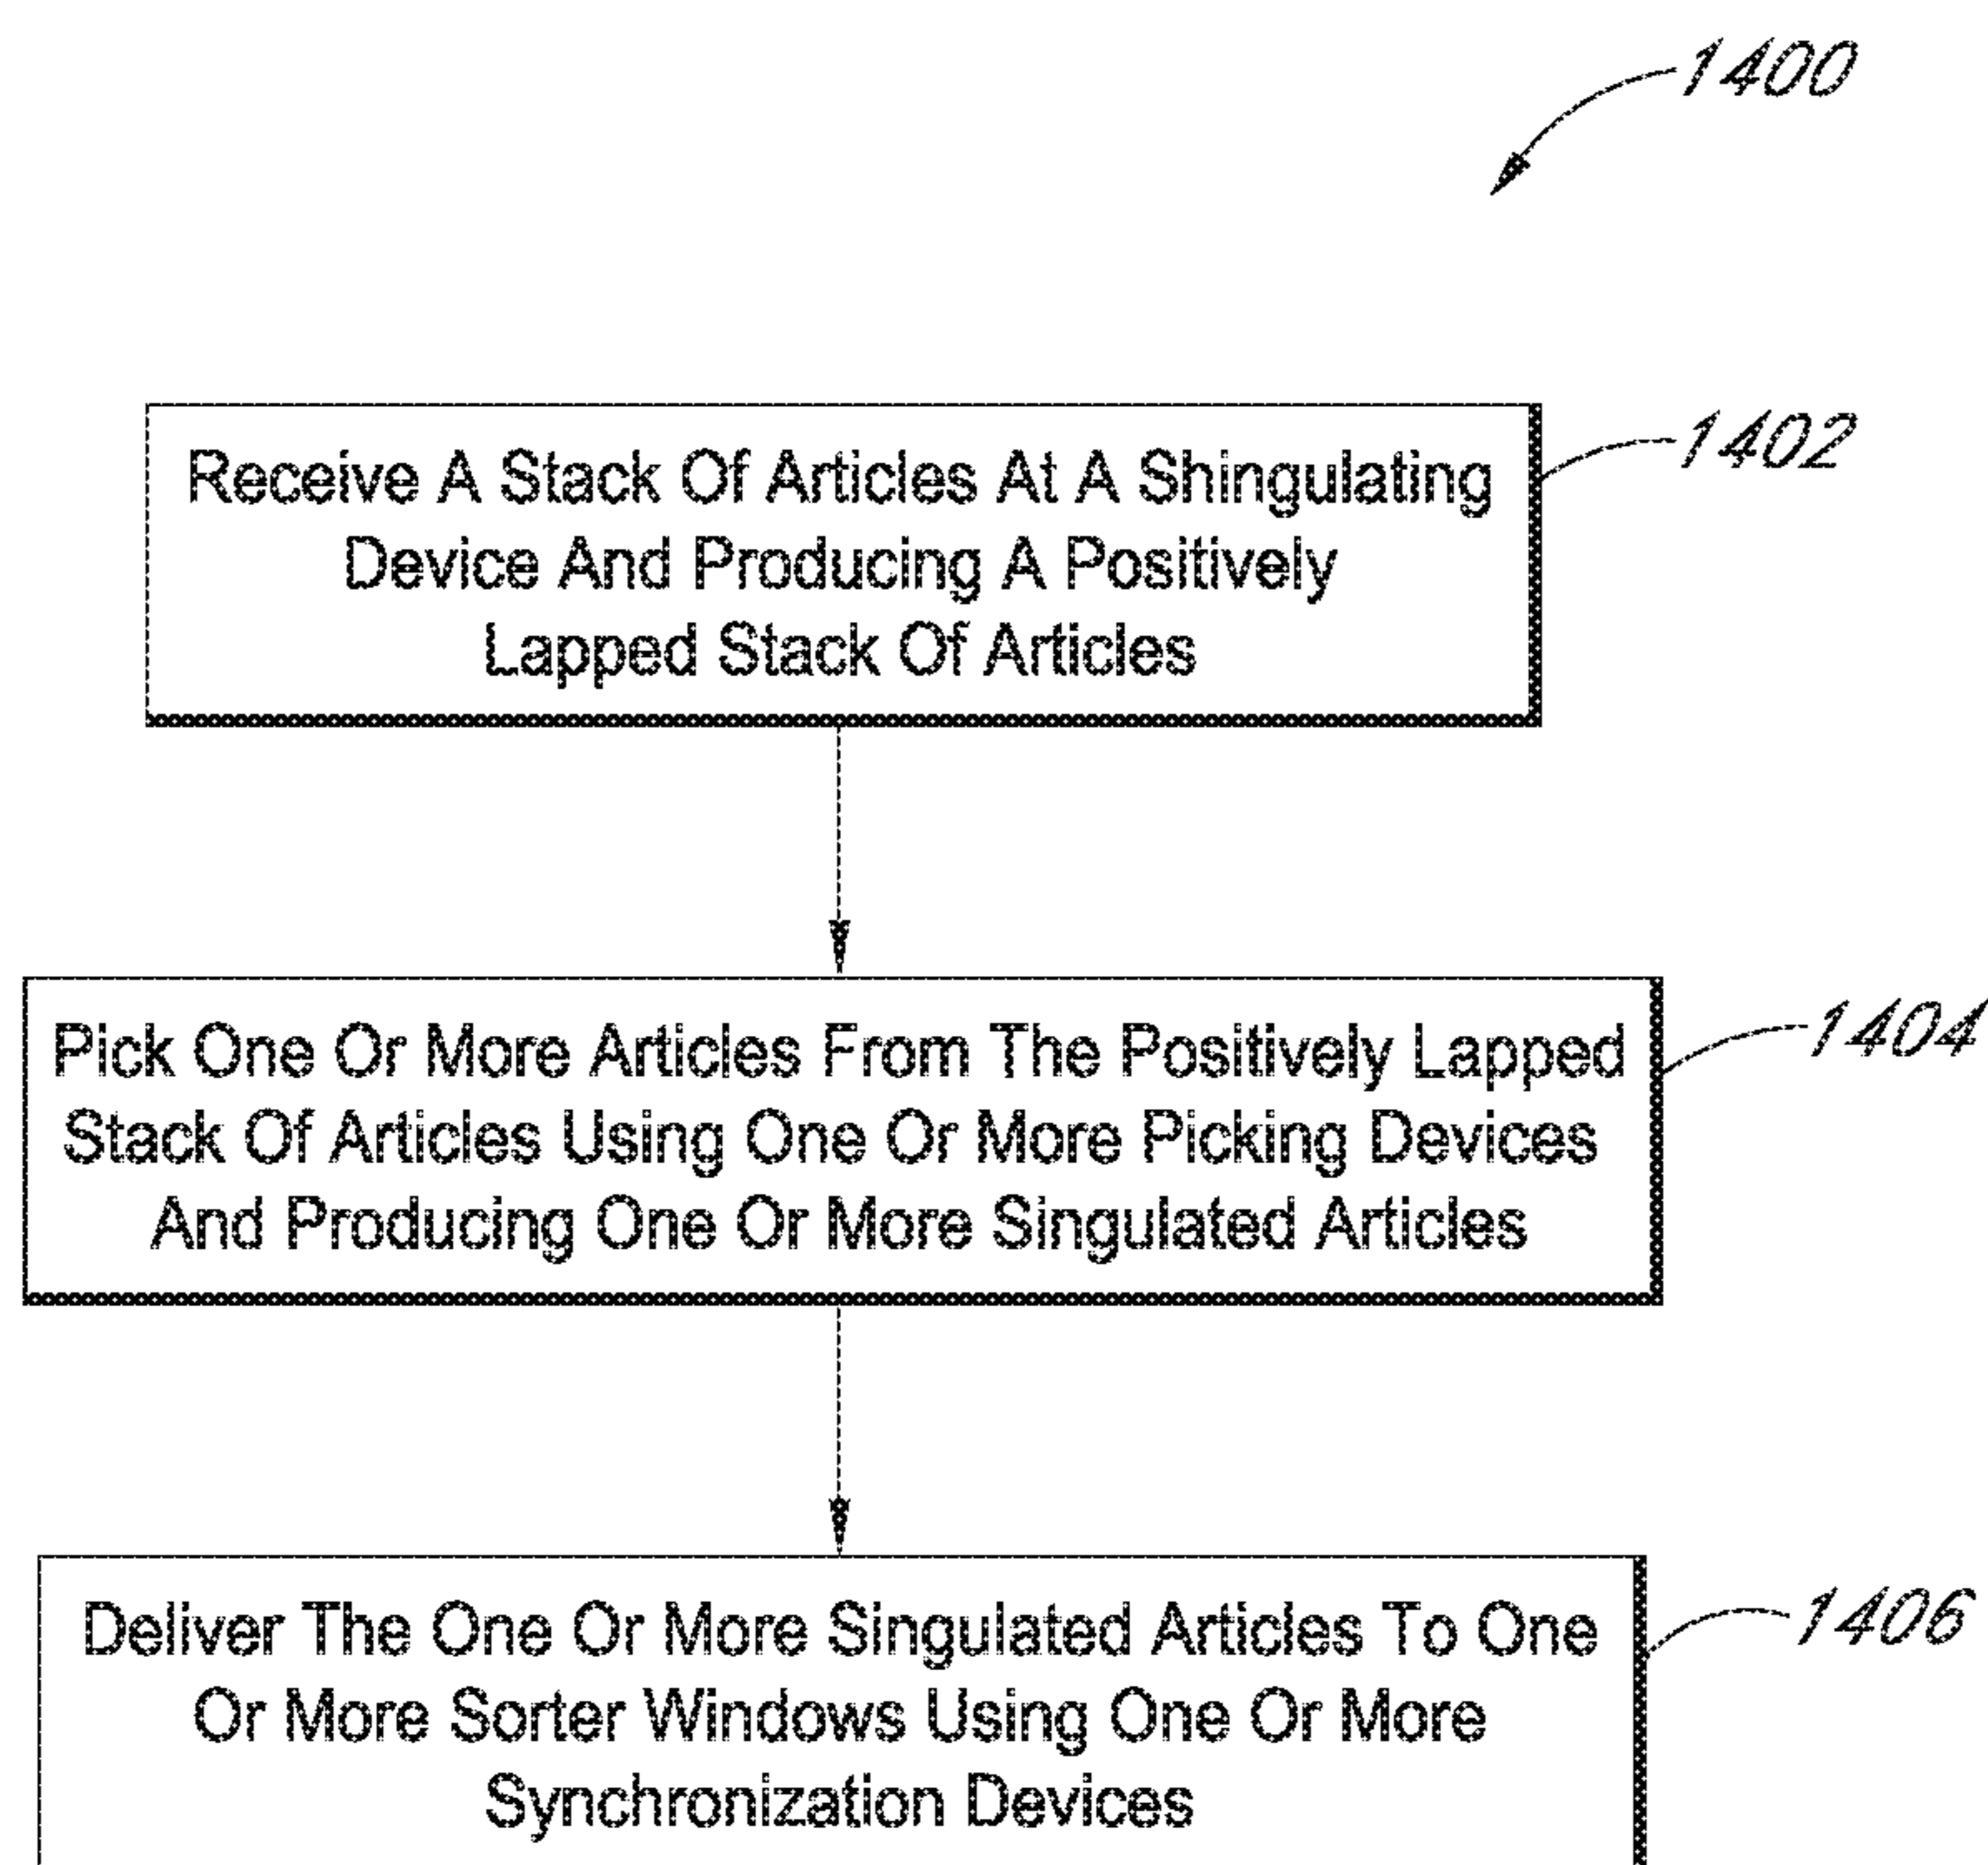 1400
Receive A Stack Of Articles At A Shingulating
1402
Device And Producing A Positively
Lapped Stack Of Articles
Pick One Or More Articles From The Positively Lapped
1404
Stack Of Articles Using One Or More Picking Devices
And Producing One Or More Singulated Articles
Deliver The One Or More Singulated Articles To One
1406
Or More Sorter Windows Using One Or More
Synchronization Devices